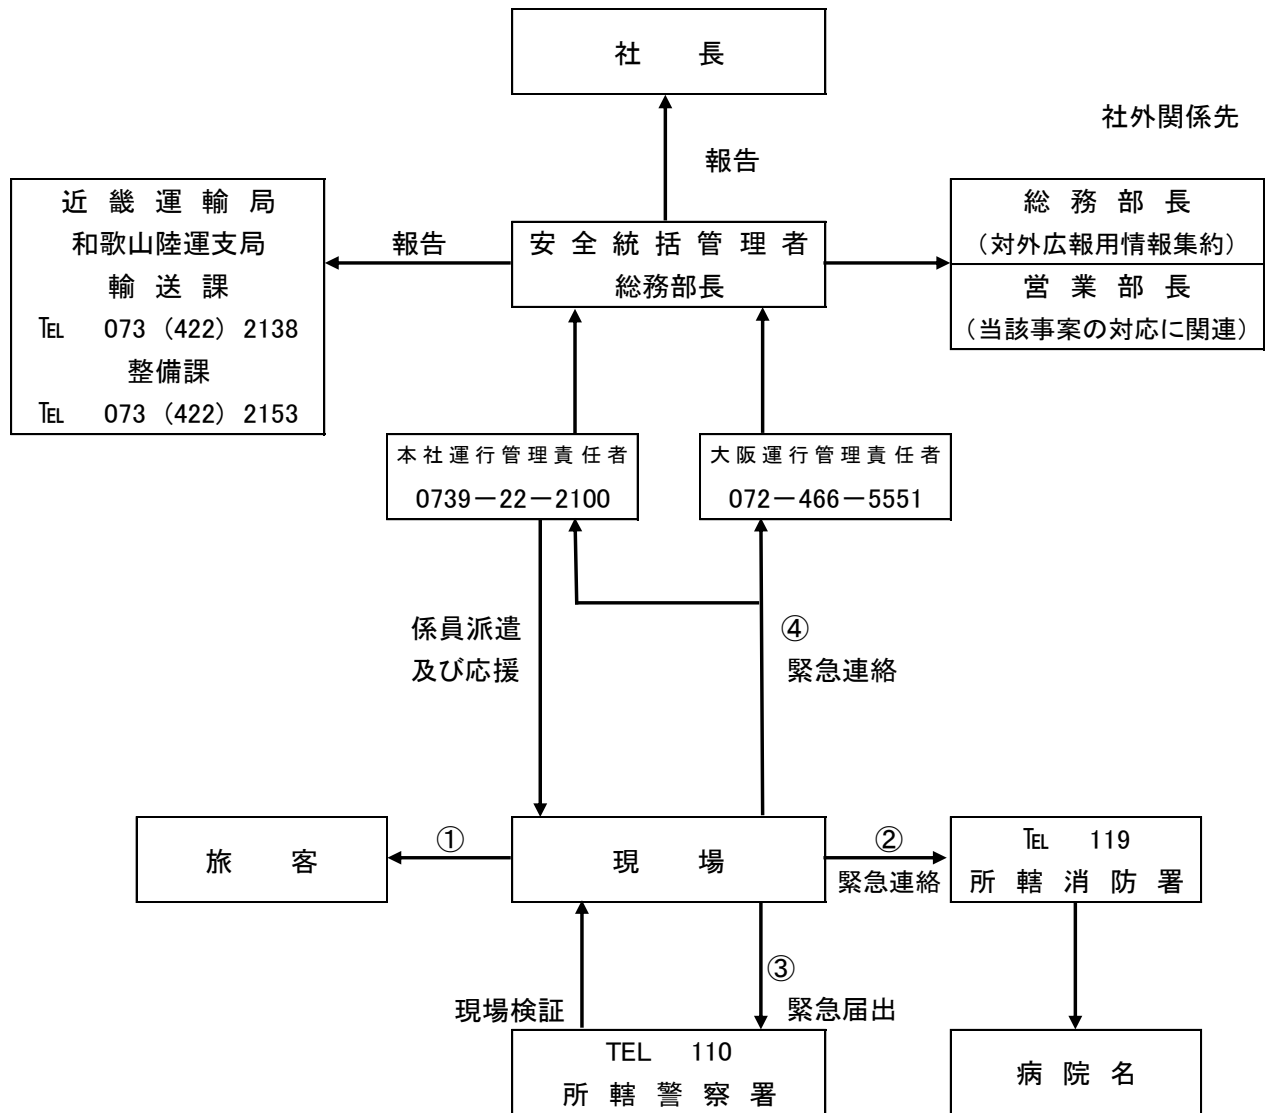 社　　長
社外関係先
報告
近　畿　運　輸　局
和歌山陸運支局
輸　送　課
℡　073（422）2138
整備課
℡　073（422）2153
報告
安 全 統 括 管 理 者
総務部長
総　務　部　長
（対外広報用情報集約）
営　業　部　長
（当該事案の対応に関連）
本 社 運 行 管 理 責 任 者
0739－22－2100
大 阪 運 行 管 理 責 任 者
072－466－5551
係員派遣
及び応援
④
緊急連絡
旅　　客
①
現　　場
②
緊急連絡
℡　119
所　轄　消　防　署
現場検証
③
緊急届出
TEL　110
所　轄　警　察　署
病　院　名